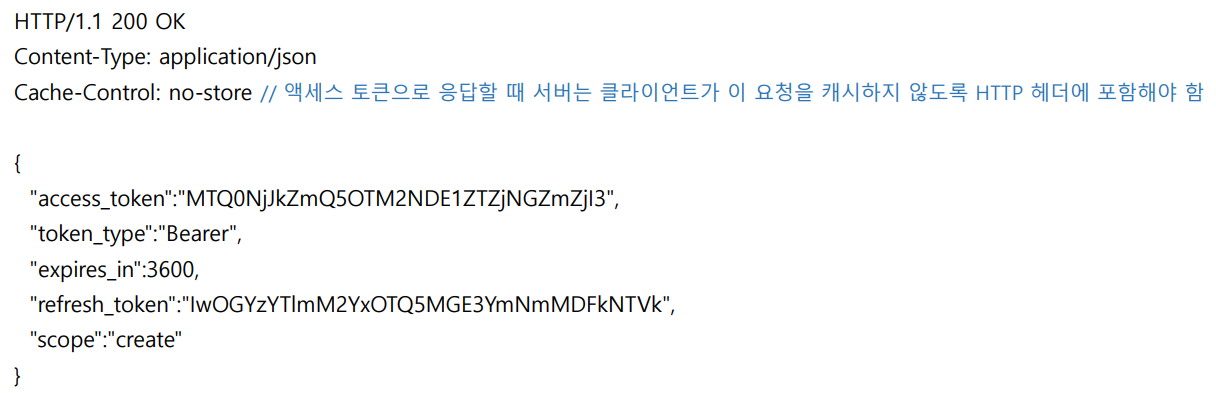 HTTP/1.1 200 OK
Content-Type: application/json
Cache-Control: no-store // 액세스 토큰으로 응답할 때 서버는 클라이언트가 이 요청을 캐시하지 않도록 HTTP 헤더에 포함해야 함
{
"access_token":"MTQ0NjJkZmQ5OTM2NDE1ZTZjNGZmZjI3",
"token_type":"Bearer",
"expires_in":3600,
"refresh_token":"IwOGYzYTlmM2YxOTQ5MGE3YmNmMDFkNTVk",
"scope":"create"
}